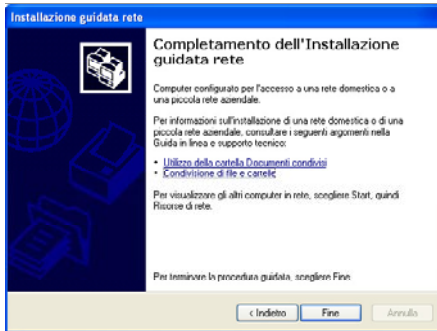 Installazione guidata rete
Completamento dell'Installazione
guidata rete
Computer configurato per l'accesso a una rete domestica o a
una piccola rete aziendale.
Per informazioni sull'installazione di una rete domestica o di una
piccola rete aziendale, consultare i seguenti argomenti nella
Guida in linea e supporto tecnico:
• Utilizzo della cartella Documenti condivisi
• Condivisione di file e cartelle
Per visualizzare gli altri computer in rete, scegliere Start, quindi
Risorse di rete.
Per terminare la procedura guidata, scegliere Fine.
< Indietro
Fine
Annulla